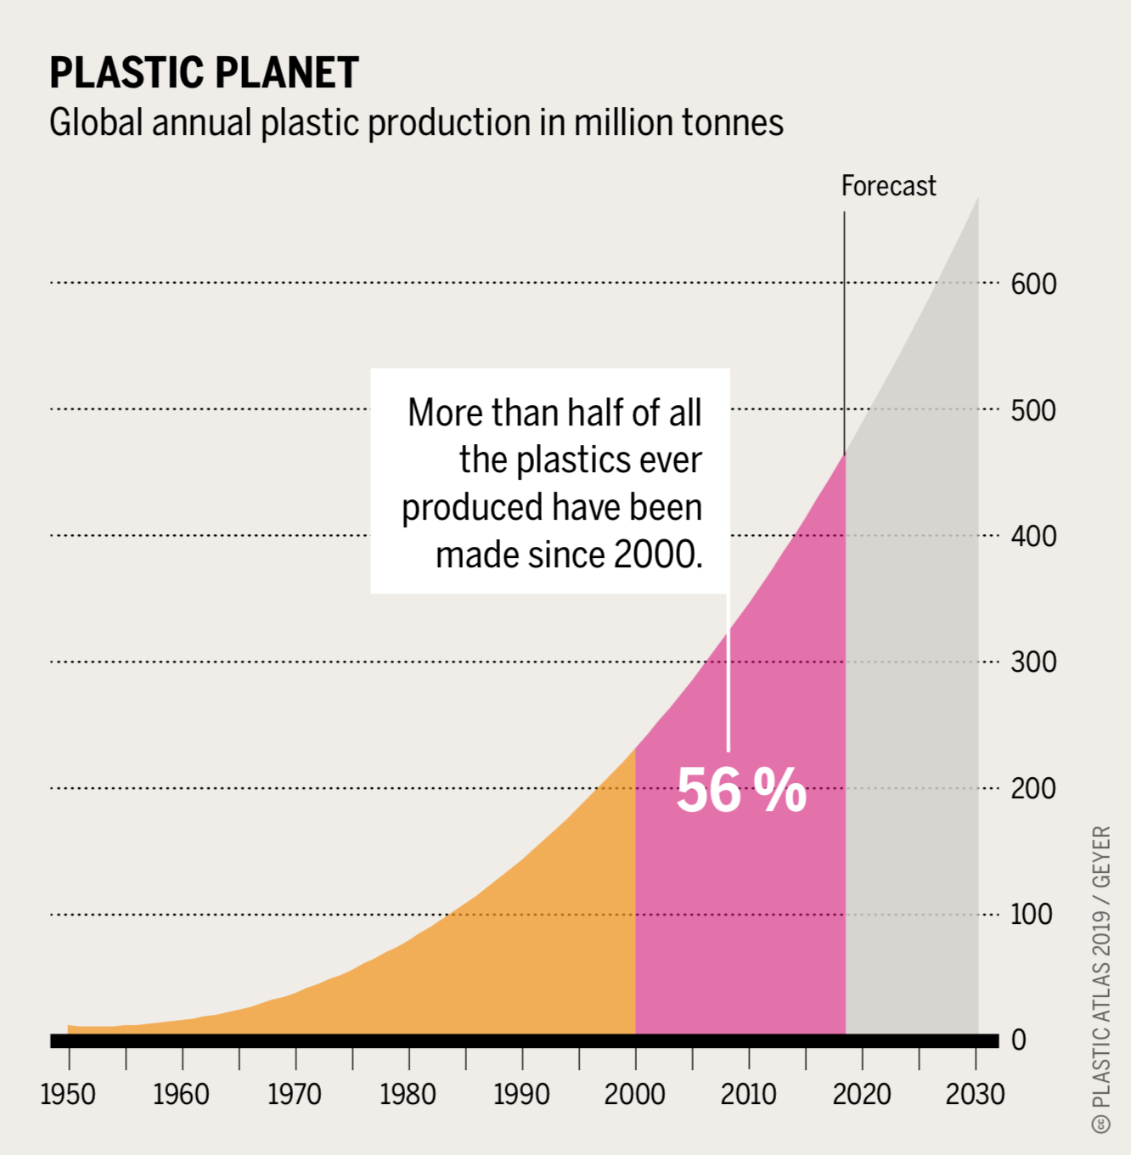 PLASTIC PLANET
Global annual plastic production in million tonnes
Forecast
600
500
More than half of all
the plastics ever
produced have been
made since 2000.
400
300
56 %
200
100
0
1950 1960 1970 1980 1990 2000 2010 2020 2030
cc PLASTIC ATLAS 2019 / GEYER